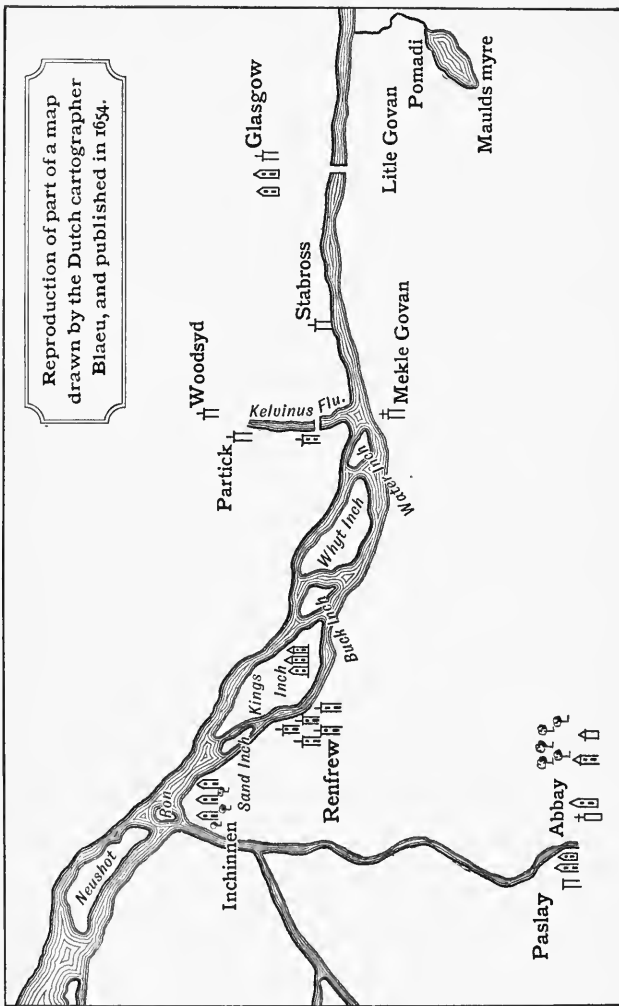 Reproduction of part of a map
drawn by the Dutch cartographer
Blaeu, and published in 1654.
Glasgow
Pomadi
Maulds myre
Litle Govan
Stabross
Woodsyd
Mekle Govan
Kelvinus Flu.
Partick
Water Inch
Whyt Inch
Buck Inch
Kings
Inch
Sand Inch
Renfrew
Bon
Inchinnen
Neushot
Abbay
Paslay